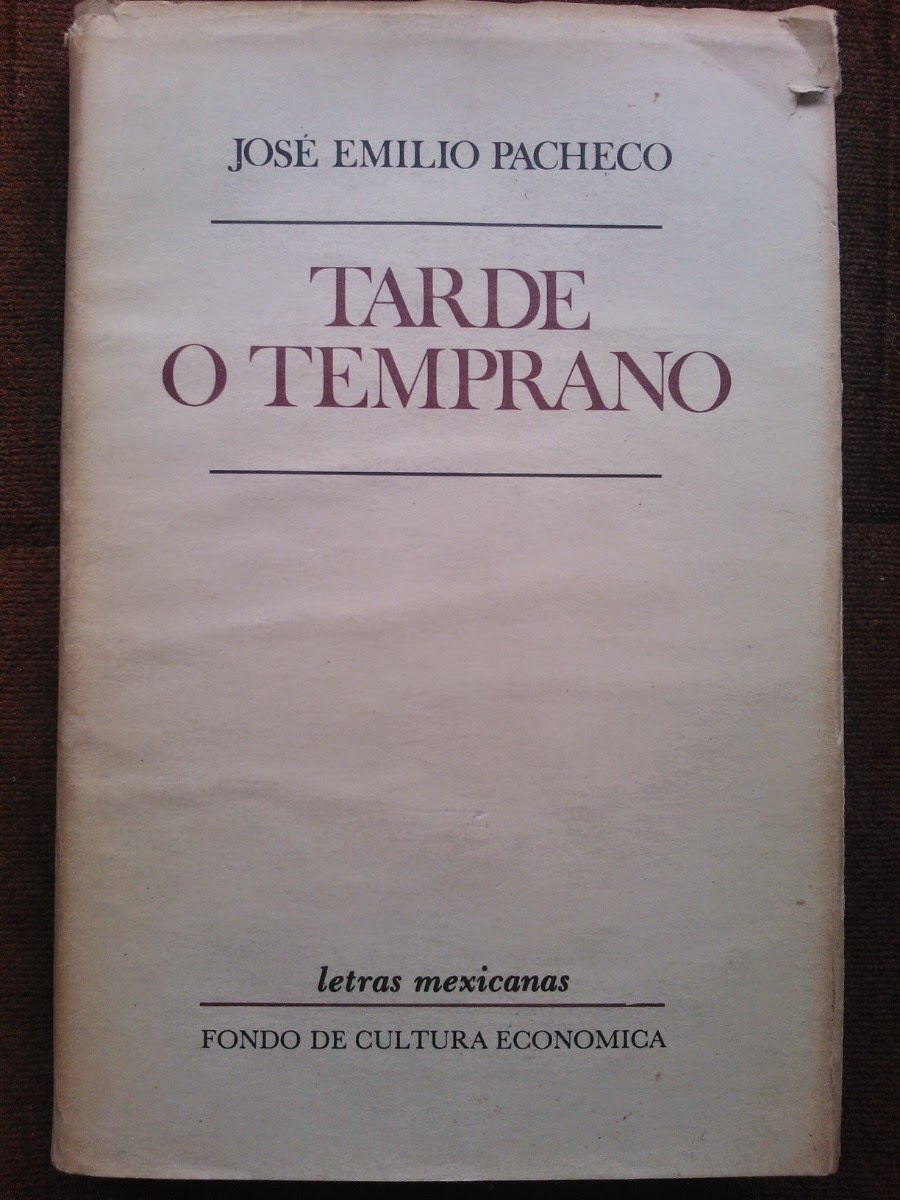 JOSÉ EMILIO PACHECO
TARDE
O TEMPRANO
letras mexicanas
FONDO DE CULTURA ECONOMICA